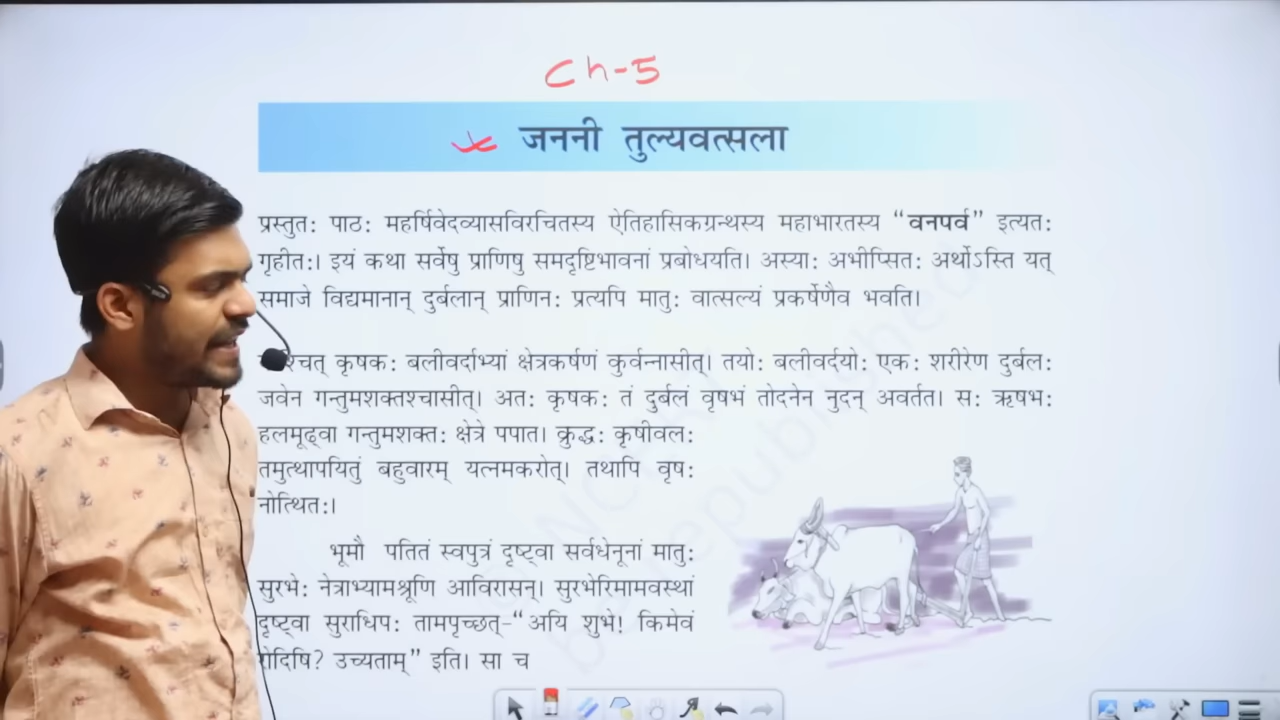 Ch-5
जननी तुल्यवत्सला
प्रस्तुतः पाठः महर्षिवेदव्यासविरचितस्य ऐतिहासिकग्रन्थस्य महाभारतस्य “वनपर्व” इत्यतः
गृहीतः। इयं कथा सर्वेषु प्राणिषु समदृष्टिभावनां प्रबोधयति। अस्याः अभीप्सितः अर्थोऽस्ति यत्
समाजे विद्यमानान् दुर्बलान् प्राणिनः प्रत्यपि मातुः वात्सल्यं प्रकर्षेणैव भवति।
कृषकः बलीवर्दाभ्यां क्षेत्रकर्षणं कुर्वन्नासीत्। तयोः बलीवर्दयोः एकः शरीरेण दुर्बलः
जवेन गन्तुमशक्तश्चासीत्। अतः कृषकः तं दुर्बलं वृषभं तोदनेन नुदन् अवर्तत। सः ऋषभः
हलमूढ्वा गन्तुमशक्तः क्षेत्रे पपात। क्रुद्धः कृषीवलः
तमुत्थापयितुं बहुवारम् यत्नमकरोत्। तथापि वृषः
नोत्थितः।
भूमौ पतितं स्वपुत्रं दृष्ट्वा सर्वधेनूनां मातुः
सुरभेः नेत्राभ्यामश्रूणि आविरासन्। सुरभेरिमामवस्थां
दृष्ट्वा सुराधिपः तामपृच्छत्-“अयि शुभे! किमेवं
रोदिषि? उच्यताम्” इति। सा च